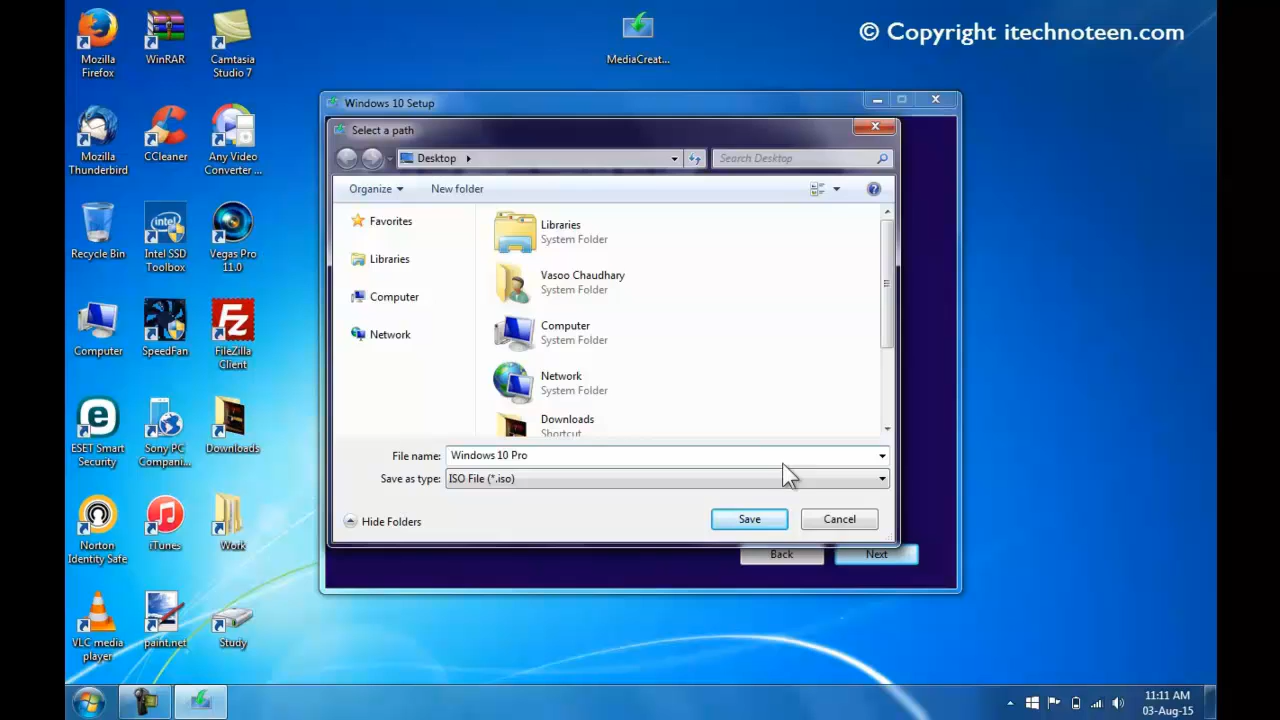 © Copyright itechnoteen.com
Mozilla
Firefox
WinRAR
Camtasia
Studio 7
MediaCreat...
Mozilla
Thunderbird
CCleaner
Any Video
Converter ...
Recycle Bin
intel
Intel SSD
Toolbox
Vegas Pro
11.0
Computer
SpeedFan
Fz
FileZilla
Client
eset
ESET Smart
Security
Sony PC
Compani...
Downloads
Norton
Identity Safe
iTunes
Work
VLC media
player
paint.net
Study
Windows 10 Setup
Select a path
Desktop
Search Desktop
Organize
New folder
Favorites
Libraries
Computer
Network
Libraries
System Folder
Vasoo Chaudhary
System Folder
Computer
System Folder
Network
System Folder
Downloads
Shortcut
File name: Windows 10 Pro
Save as type: ISO File (*.iso)
Hide Folders
Save
Cancel
Back
Next
11:11 AM
03-Aug-15